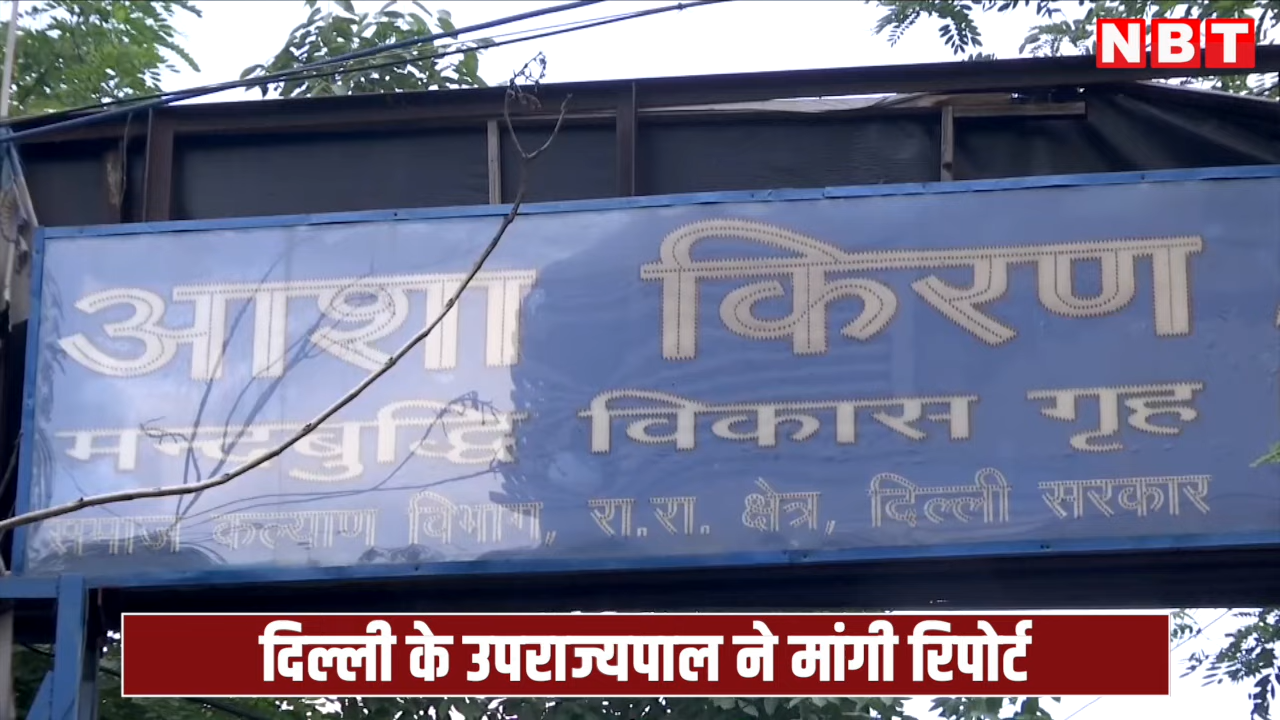 NBT
आशा किरण
मन्दबुद्धि विकास गृह
समाज कल्याण विभाग, रा.रा. क्षेत्र, दिल्ली सरकार
दिल्ली के उपराज्यपाल ने मांगी रिपोर्ट